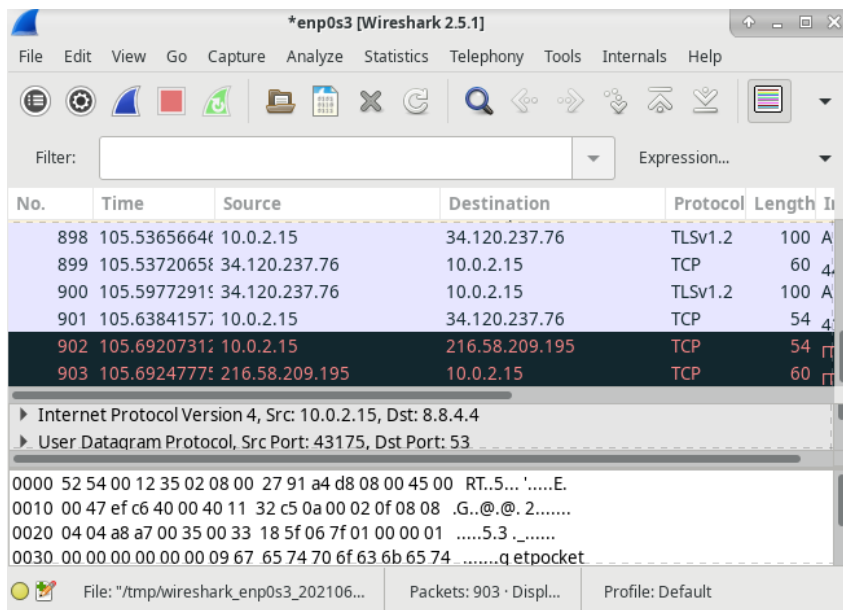 *enp0s3 [Wireshark 2.5.1]
File Edit View Go Capture Analyze Statistics Telephony Tools Internals Help
Filter: Expression...
No. Time Source Destination Protocol Length
898 105.53656646 10.0.2.15 34.120.237.76 TLSv1.2 100 A
899 105.53720658 34.120.237.76 10.0.2.15 TCP 60
900 105.59772919 34.120.237.76 10.0.2.15 TLSv1.2 100 A
901 105.63841577 10.0.2.15 34.120.237.76 TCP 54
902 105.69207312 10.0.2.15 216.58.209.195 TCP 54
903 105.69247775 216.58.209.195 10.0.2.15 TCP 60
Internet Protocol Version 4, Src: 10.0.2.15, Dst: 8.8.4.4
User Datagram Protocol, Src Port: 43175, Dst Port: 53
0000 52 54 00 12 35 02 08 00 27 91 a4 d8 08 00 45 00 RT..5... '.....E.
0010 00 47 ef c6 40 00 40 11 32 c5 0a 00 02 0f 08 08 .G..@.@. 2.......
0020 04 04 a8 a7 00 35 00 33 18 5f 06 7f 01 00 00 01 .....5.3 ._......
0030 00 00 00 00 00 00 09 67 65 74 70 6f 63 6b 65 74 .......g etpocket
File: "/tmp/wireshark_enp0s3_202106... Packets: 903 · Displ... Profile: Default